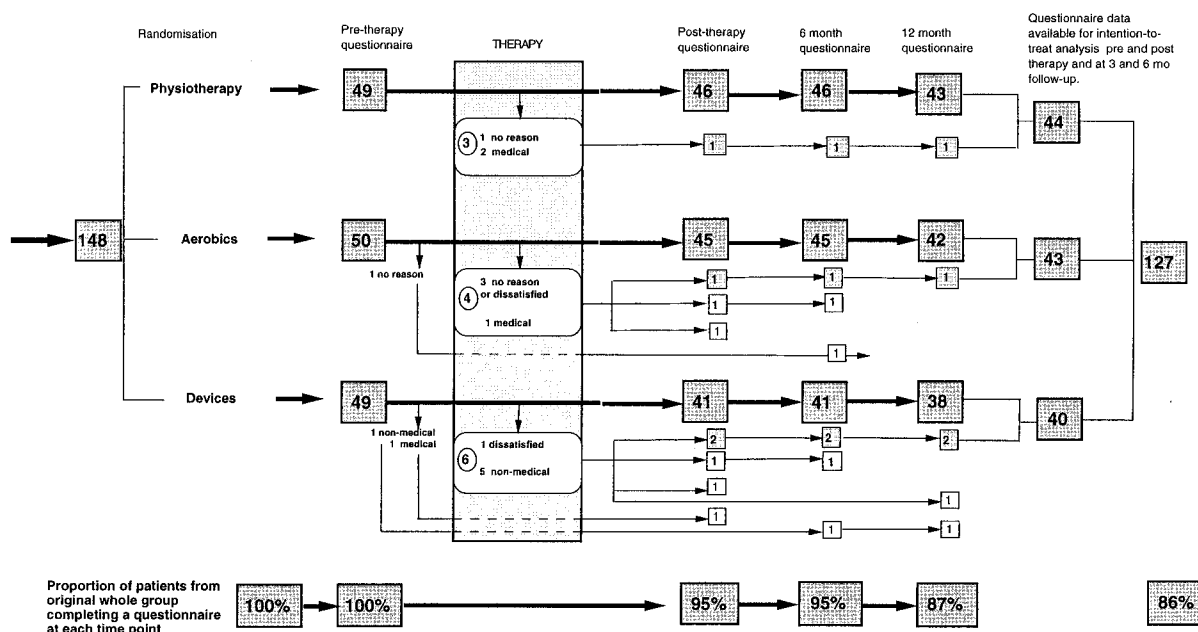 Randomisation
Pre-therapy
questionnaire
THERAPY
Post-therapy
questionnaire
6 month
questionnaire
12 month
questionnaire
Questionnaire data
available for intention-to-
treat analysis pre and post
therapy and at 3 and 6 mo
follow-up.
Physiotherapy
49
46
46
43
44
3
1 no reason
2 medical
1
1
1
148
Aerobics
50
45
45
42
43
127
1 no reason
4
3 no reason
or dissatisfied
1 medical
1
1
1
1
1
1
1
Devices
49
41
41
38
40
1 non-medical
1 medical
6
1 dissatisfied
5 non-medical
2
2
2
1
1
1
1
1
1
1
Proportion of patients from
original whole group
completing a questionnaire
at each time point
100%
100%
95%
95%
87%
86%